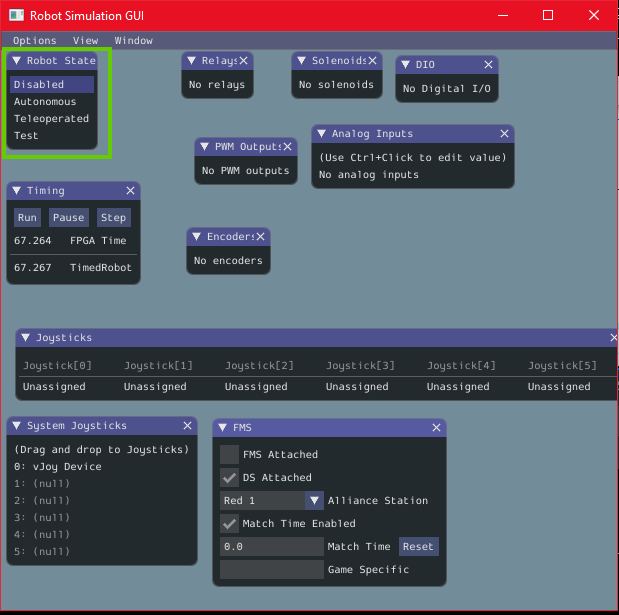 Robot Simulation GUI
Options View Window
Robot State
Disabled
Autonomous
Teleoperated
Test
Relays
No relays
Solenoids
No solenoids
DIO
No Digital I/O
PWM Outputs
No PWM outputs
Analog Inputs
(Use Ctrl+Click to edit value)
No analog inputs
Timing
Run Pause Step
67.264 FPGA Time
67.267 TimedRobot
Encoders
No encoders
Joysticks
Joystick[0] Joystick[1] Joystick[2] Joystick[3] Joystick[4] Joystick[5]
Unassigned Unassigned Unassigned Unassigned Unassigned Unassigned
System Joysticks
(Drag and drop to Joysticks)
0: vJoy Device
1: (null)
2: (null)
3: (null)
4: (null)
5: (null)
FMS
FMS Attached
DS Attached
Red 1 Alliance Station
Match Time Enabled
0.0 Match Time Reset
Game Specific